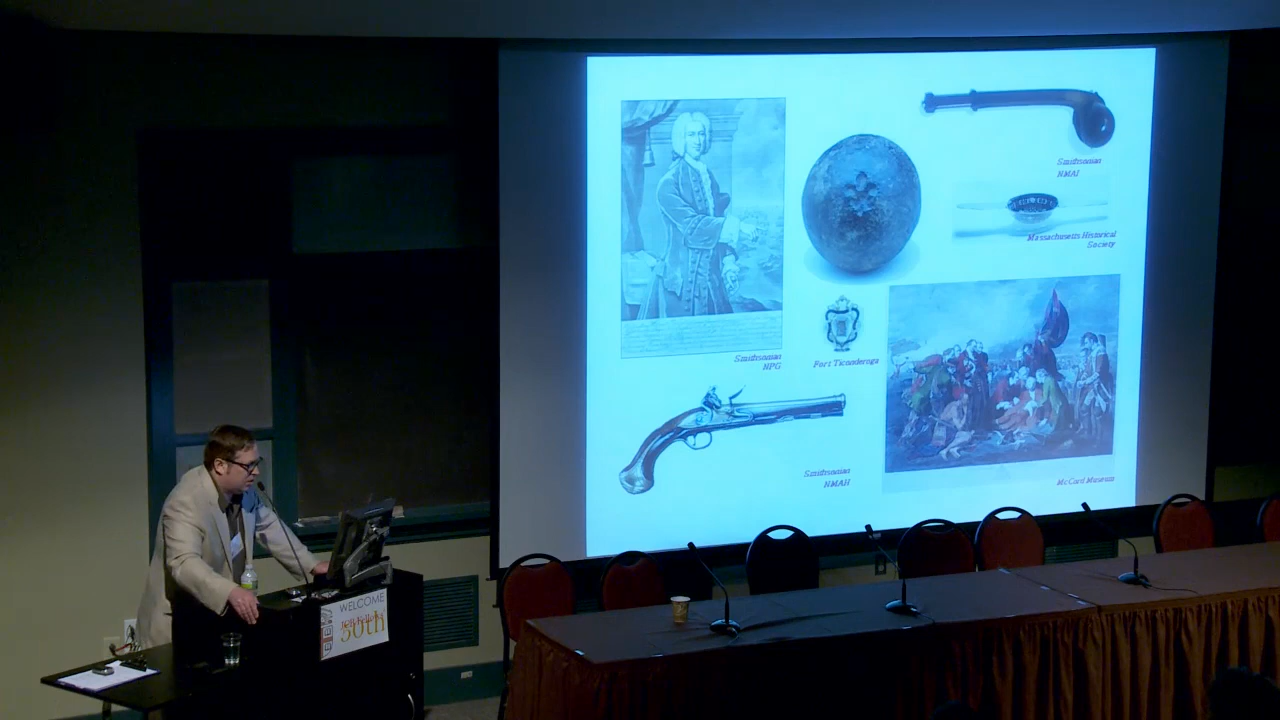 Smithsonian
NMAI
Massachusetts Historical
Society
Smithsonian
NPG
Fort Ticonderoga
Smithsonian
NMAH
McCord Museum
WELCOME
50th